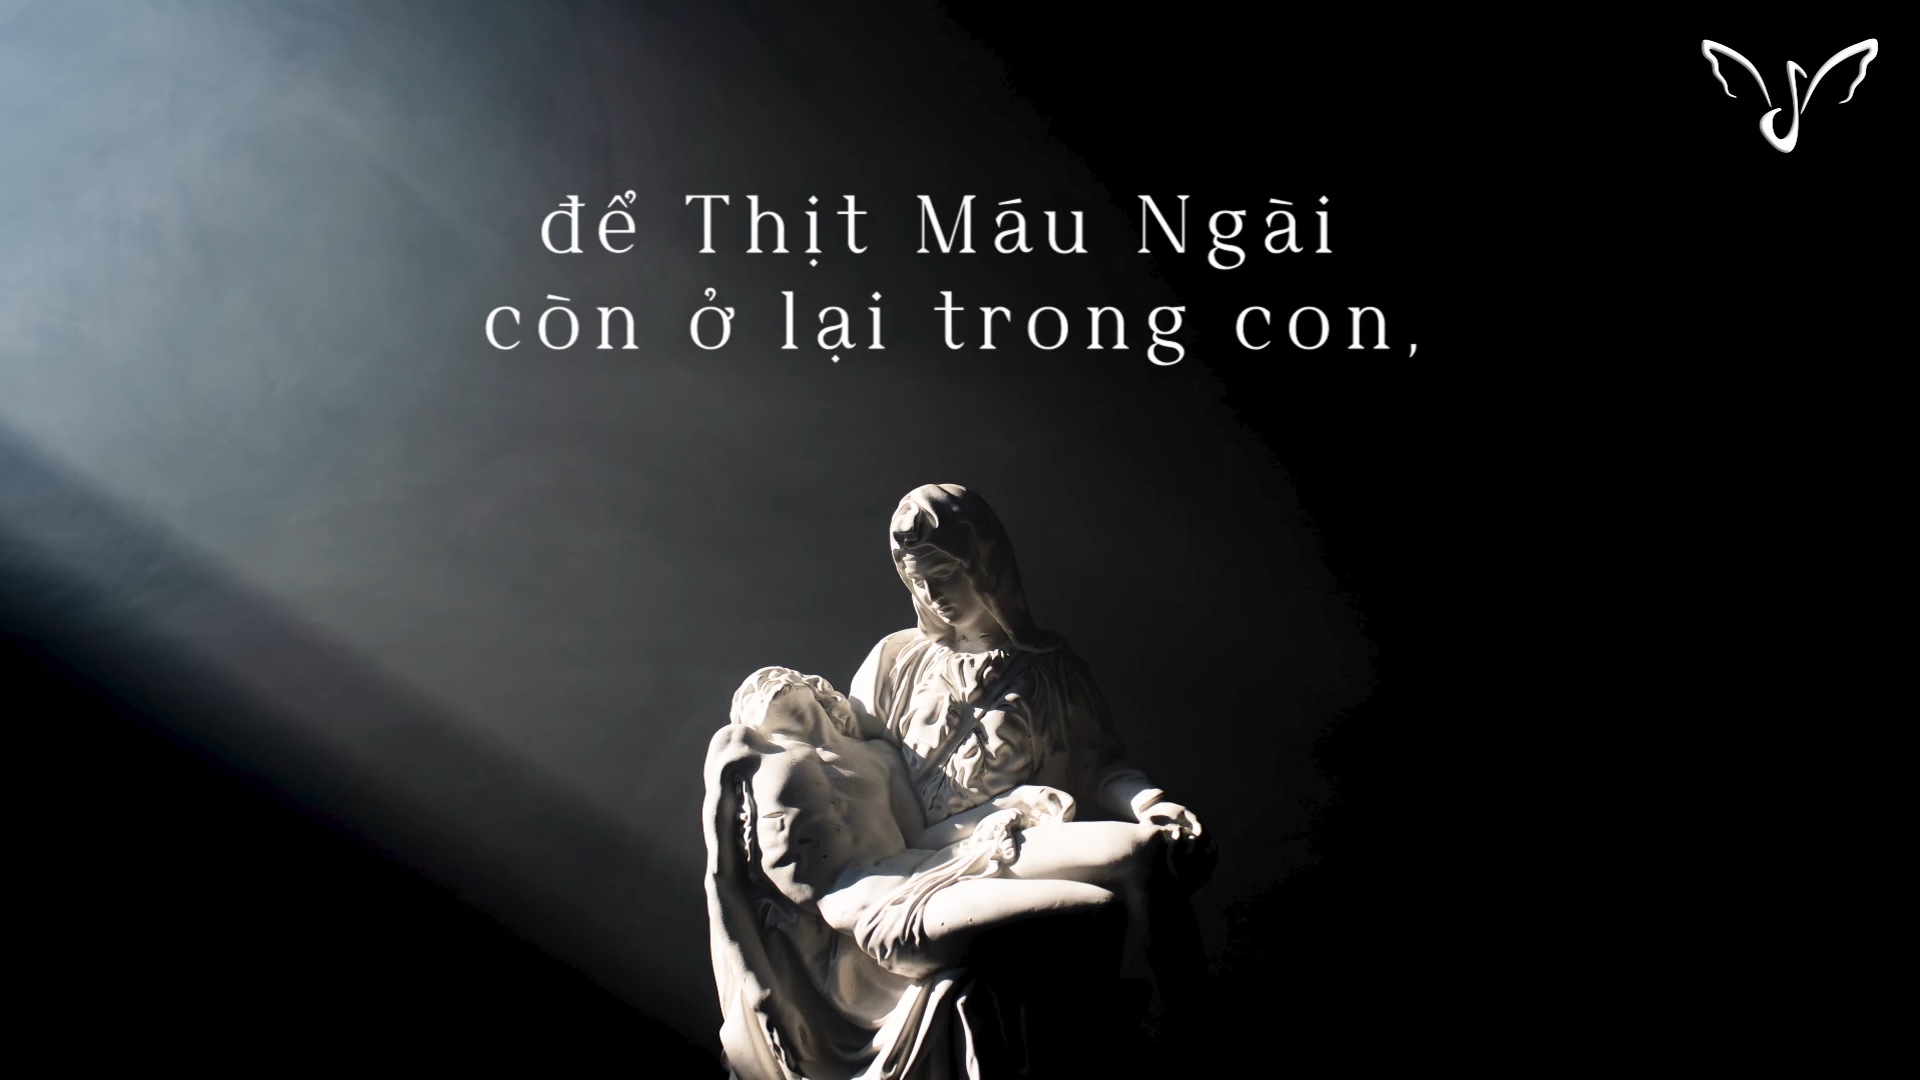 để Thịt Máu Ngài
còn ở lại trong con,